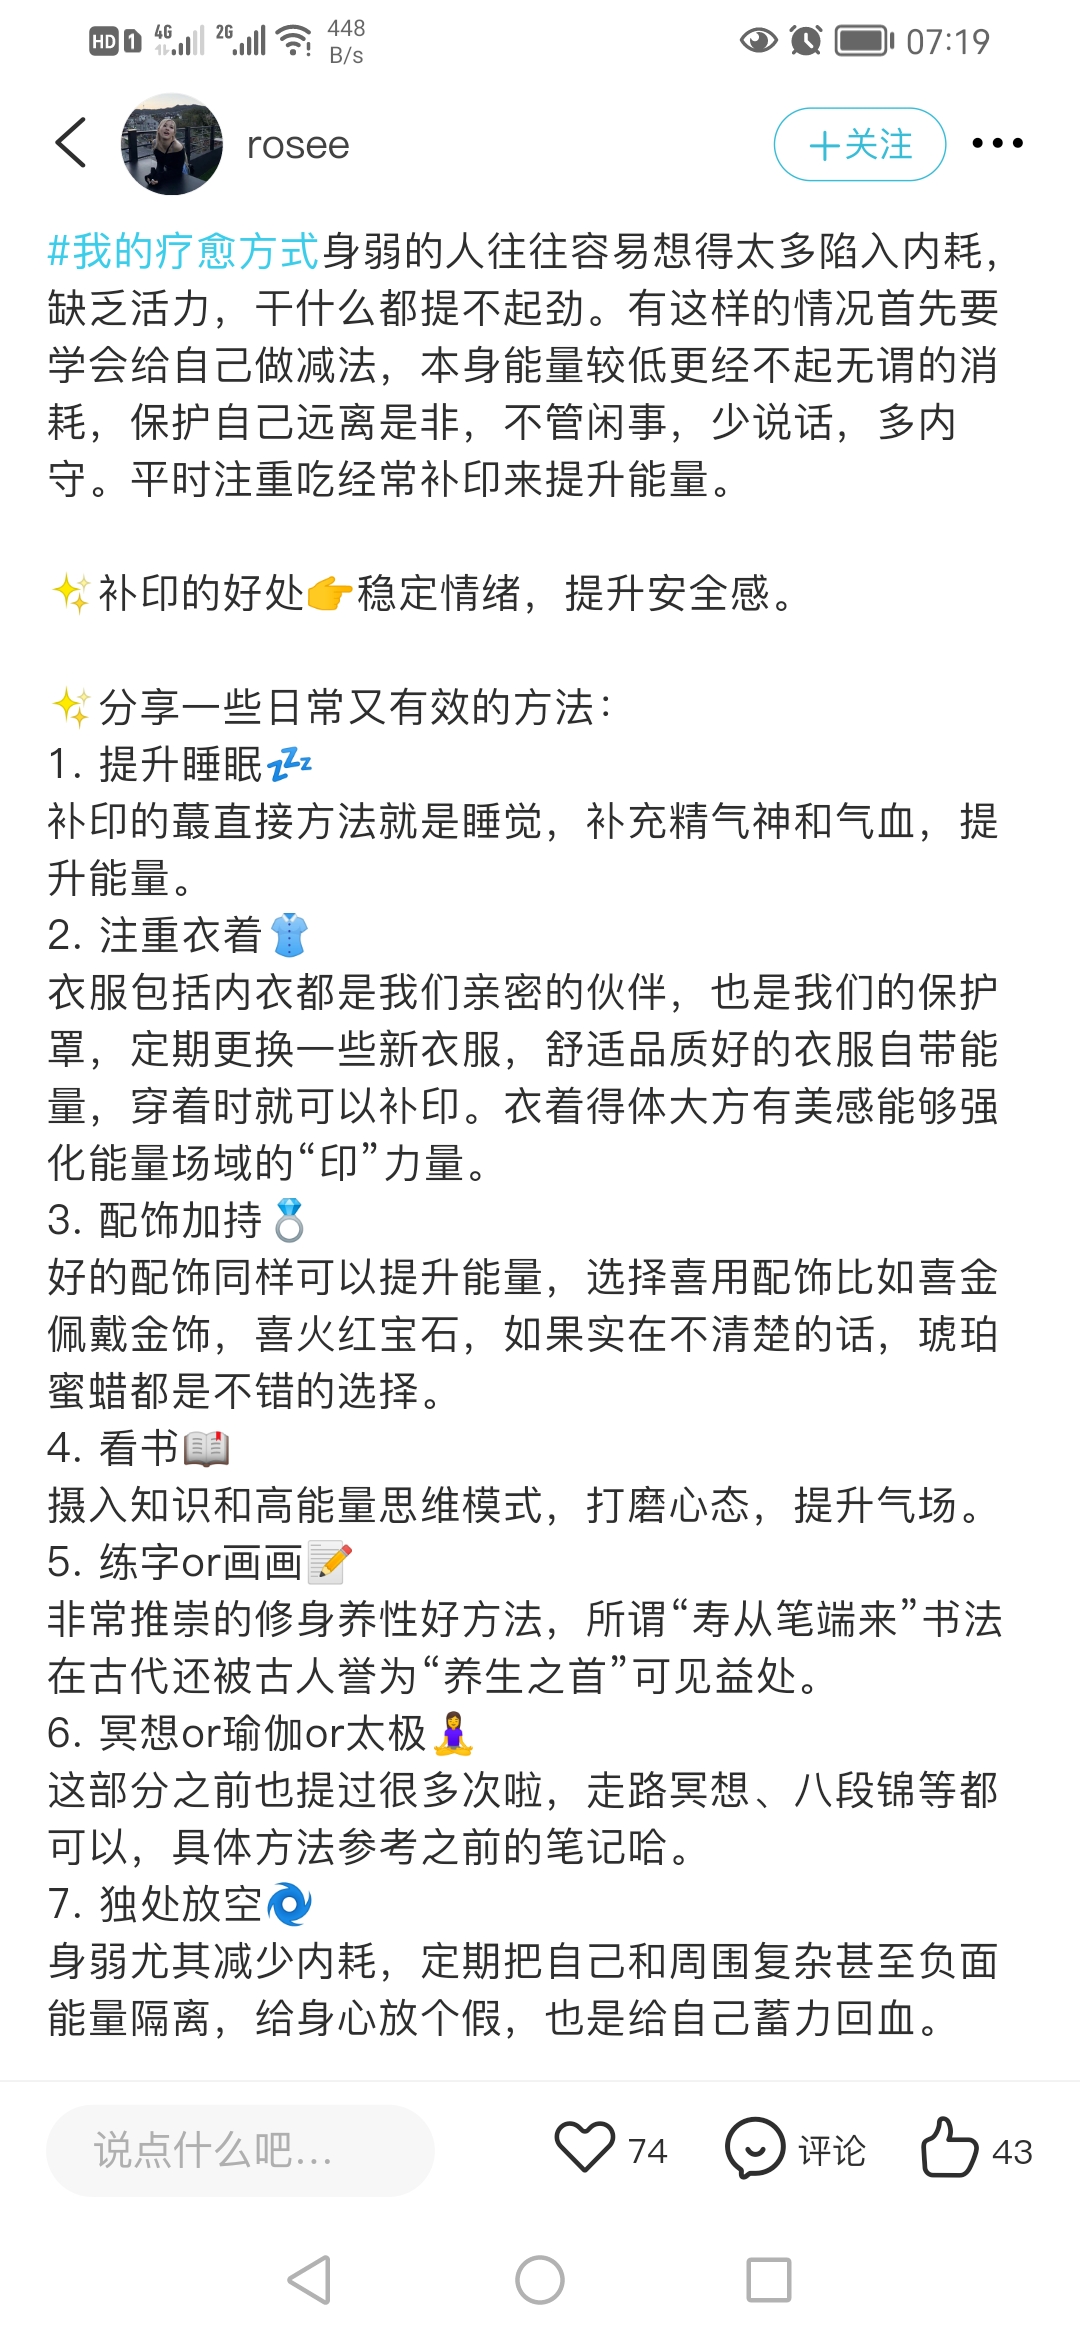 HD 1 4G 2G 448 B/s 07:19
rosee
+关注
#我的疗愈方式身弱的人往往容易想得太多陷入内耗，
缺乏活力，干什么都提不起劲。有这样的情况首先要
学会给自己做减法，本身能量较低更经不起无谓的消
耗，保护自己远离是非，不管闲事，少说话，多内
守。平时注重吃经常补印来提升能量。
✨补印的好处👉稳定情绪，提升安全感。
✨分享一些日常又有效的方法：
1. 提升睡眠💤
补印的蕞直接方法就是睡觉，补充精气神和气血，提
升能量。
2. 注重衣着👚
衣服包括内衣都是我们亲密的伙伴，也是我们的保护
罩，定期更换一些新衣服，舒适品质好的衣服自带能
量，穿着时就可以补印。衣着得体大方有美感能够强
化能量场域的“印”力量。
3. 配饰加持💍
好的配饰同样可以提升能量，选择喜用配饰比如喜金
佩戴金饰，喜火红宝石，如果实在不清楚的话，琥珀
蜜蜡都是不错的选择。
4. 看书📖
摄入知识和高能量思维模式，打磨心态，提升气场。
5. 练字or画画📝
非常推崇的修身养性好方法，所谓“寿从笔端来”书法
在古代还被古人誉为“养生之首”可见益处。
6. 冥想or瑜伽or太极🧘‍♀️
这部分之前也提过很多次啦，走路冥想、八段锦等都
可以，具体方法参考之前的笔记哈。
7. 独处放空🌀
身弱尤其减少内耗，定期把自己和周围复杂甚至负面
能量隔离，给身心放个假，也是给自己蓄力回血。
说点什么吧... 74 评论 43